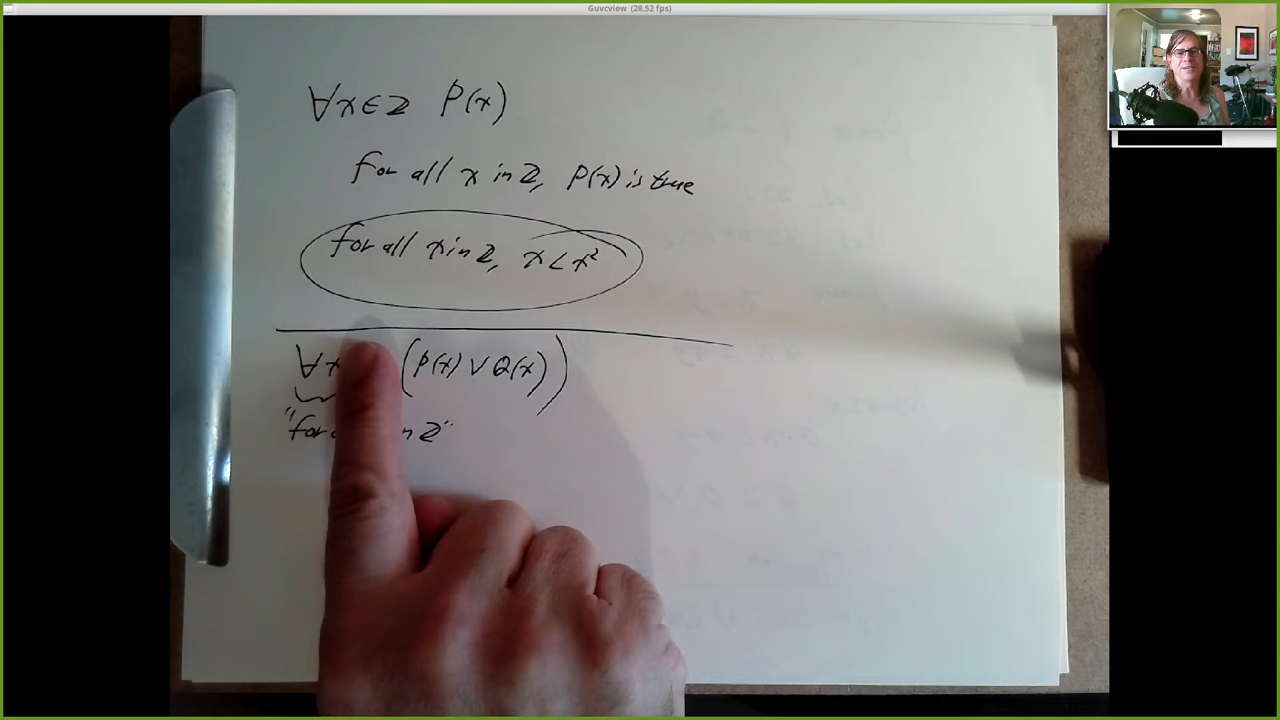 Guvcview (28.52 fps)
∀x∈ℤ P(x)
for all x in ℤ, P(x) is true
for all x in ℤ, x < x²
∀x (P(x) ∨ Q(x))
"for in ℤ"